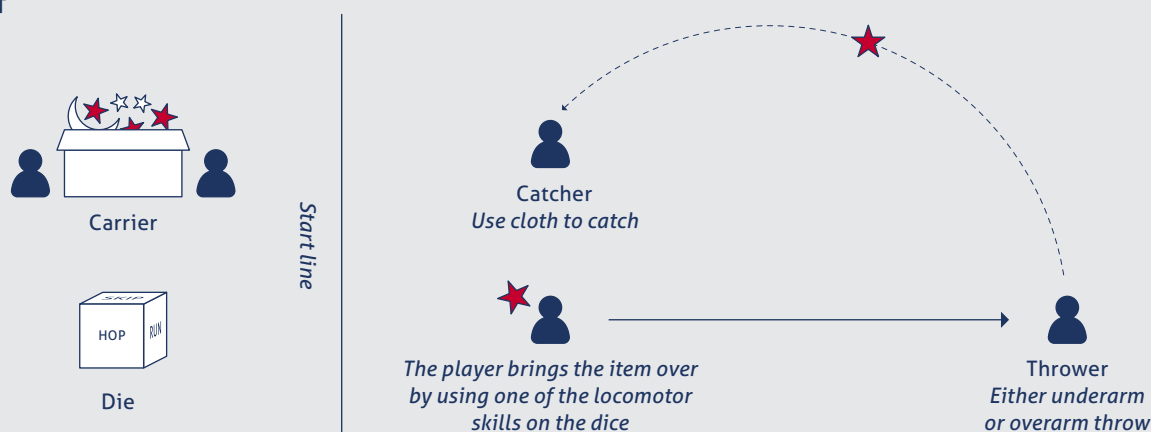 Carrier
SKIP
HOP
RUN
Die
Start line
Catcher
Use cloth to catch
The player brings the item over
by using one of the locomotor
skills on the dice
Thrower
Either underarm
or overarm throw